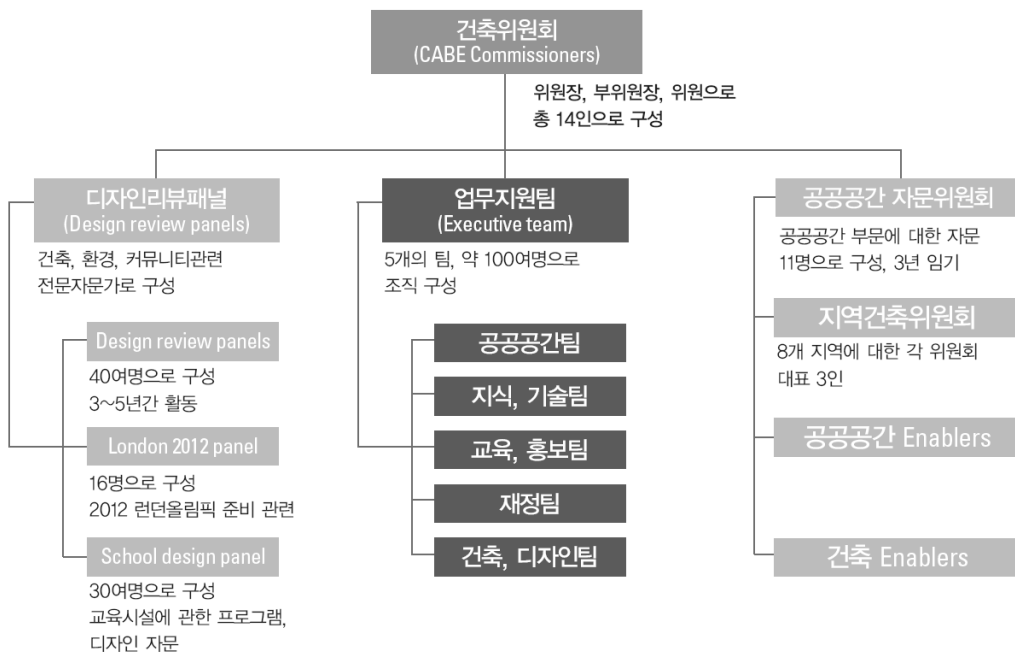 건축위원회
(CABE Commissioners)
위원장, 부위원장, 위원으로
총 14인으로 구성
디자인리뷰패널
(Design review panels)
건축, 환경, 커뮤니티관련
전문자문가로 구성
Design review panels
40여명으로 구성
3~5년간 활동
London 2012 panel
16명으로 구성
2012 런던올림픽 준비 관련
School design panel
30여명으로 구성
교육시설에 관한 프로그램,
디자인 자문
업무지원팀
(Executive team)
5개의 팀, 약 100여명으로
조직 구성
공공공간팀
지식, 기술팀
교육, 홍보팀
재정팀
건축, 디자인팀
공공공간 자문위원회
공공공간 부문에 대한 자문
11명으로 구성, 3년 임기
지역건축위원회
8개 지역에 대한 각 위원회
대표 3인
공공공간 Enablers
건축 Enablers